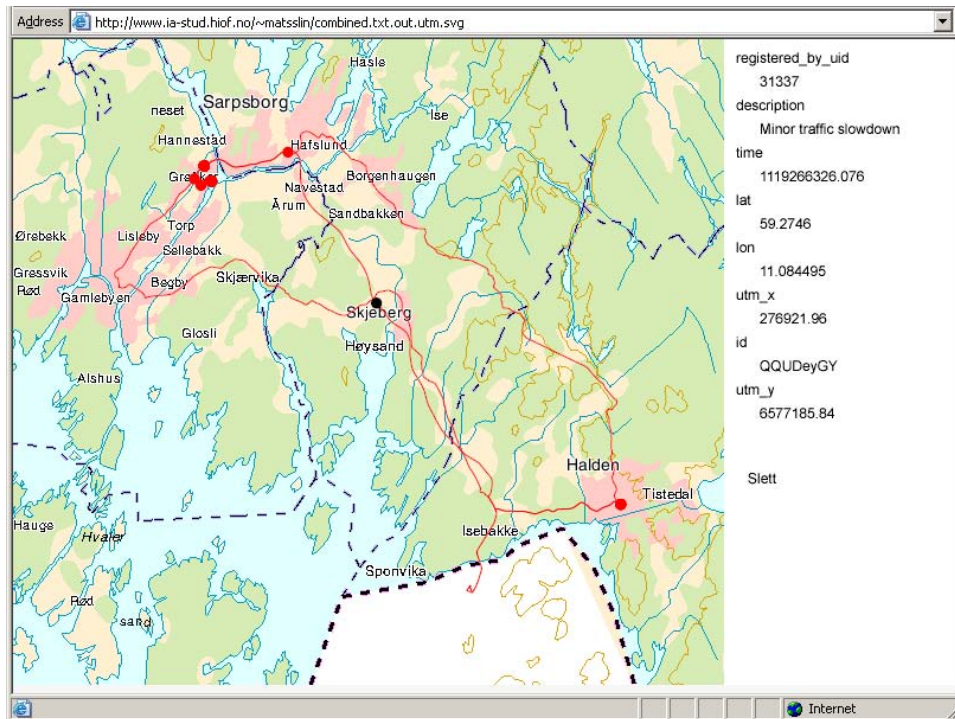 Address http://www.ia-stud.hiof.no/~matsslin/combined.txt.out.utm.svg
Hasle
Sarpsborg
neset
Ise
Hannestad
Hafslund
Borgenhaugen
Navestad
Årum
Sandbakken
Torp
Ørebekk
Lisleby
Sellebakk
Gressvik
Begby
Skjærvika
Rød
Gamlebyen
Skjeberg
Glosli
Høysand
Alshus
Halden
Tistedal
Hauge
Isebakke
Hvaler
Sponvika
Rød
sand
registered_by_uid
31337
description
Minor traffic slowdown
time
1119266326.076
lat
59.2746
lon
11.084495
utm_x
276921.96
id
QQUDeyGY
utm_y
6577185.84
Slett
Internet